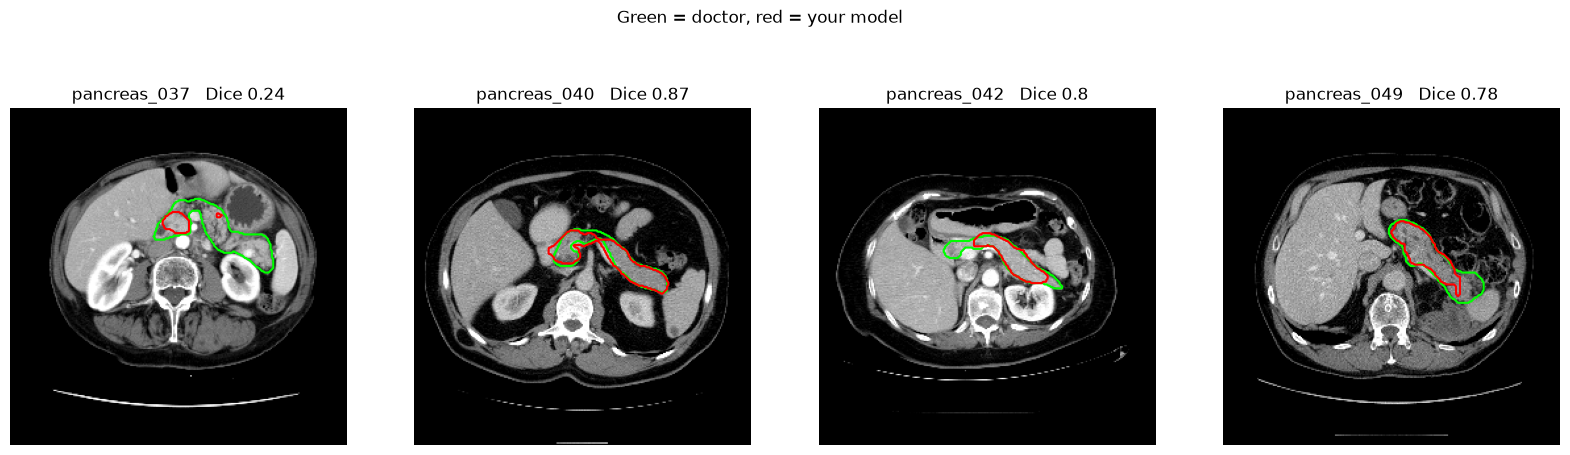 Green = doctor, red = your model
pancreas_037   Dice 0.24
pancreas_040   Dice 0.87
pancreas_042   Dice 0.8
pancreas_049   Dice 0.78